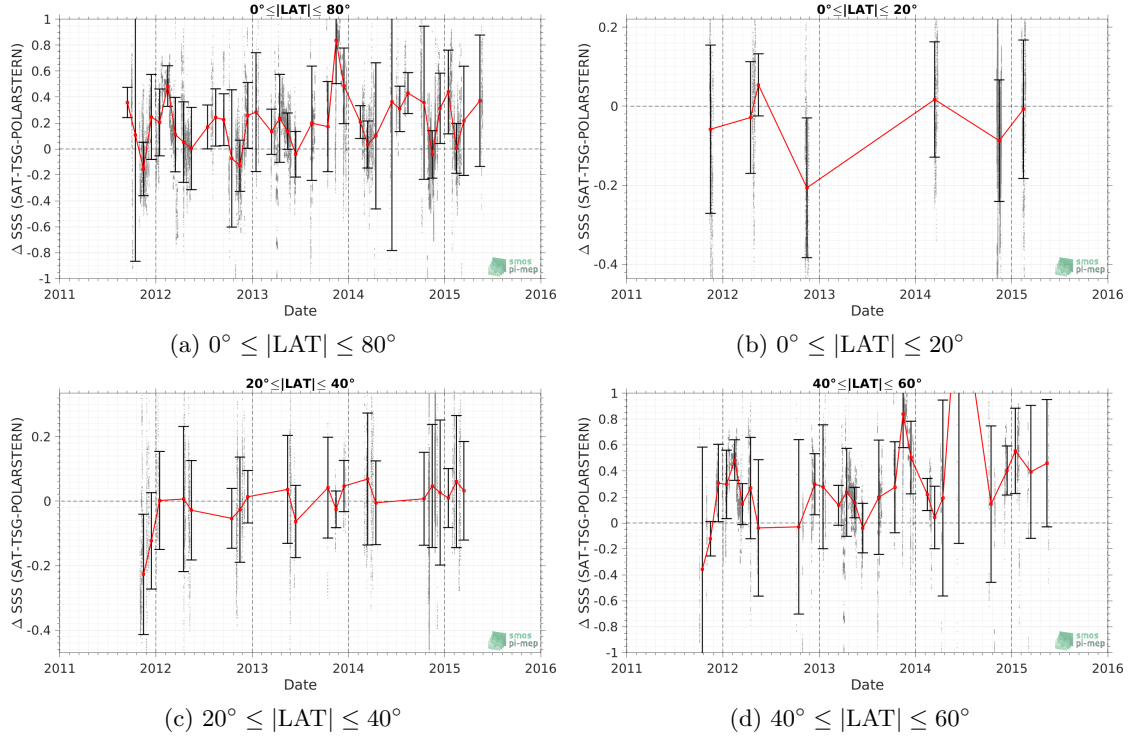 0°≤|LAT|≤ 80°
Δ SSS (SAT-TSG-POLARSTERN)
1
0.8
0.6
0.4
0.2
0
-0.2
-0.4
-0.6
-0.8
-1
2011 2012 2013 2014 2015 2016
Date
smos
pi-mep
(a) 0° ≤ |LAT| ≤ 80°
0°≤|LAT|≤ 20°
Δ SSS (SAT-TSG-POLARSTERN)
0.2
0
-0.2
-0.4
2011 2012 2013 2014 2015 2016
Date
smos
pi-mep
(b) 0° ≤ |LAT| ≤ 20°
20°≤|LAT|≤ 40°
Δ SSS (SAT-TSG-POLARSTERN)
0.2
0
-0.2
-0.4
2011 2012 2013 2014 2015 2016
Date
smos
pi-mep
(c) 20° ≤ |LAT| ≤ 40°
40°≤|LAT|≤ 60°
Δ SSS (SAT-TSG-POLARSTERN)
1
0.8
0.6
0.4
0.2
0
-0.2
-0.4
-0.6
-0.8
-1
2011 2012 2013 2014 2015 2016
Date
smos
pi-mep
(d) 40° ≤ |LAT| ≤ 60°